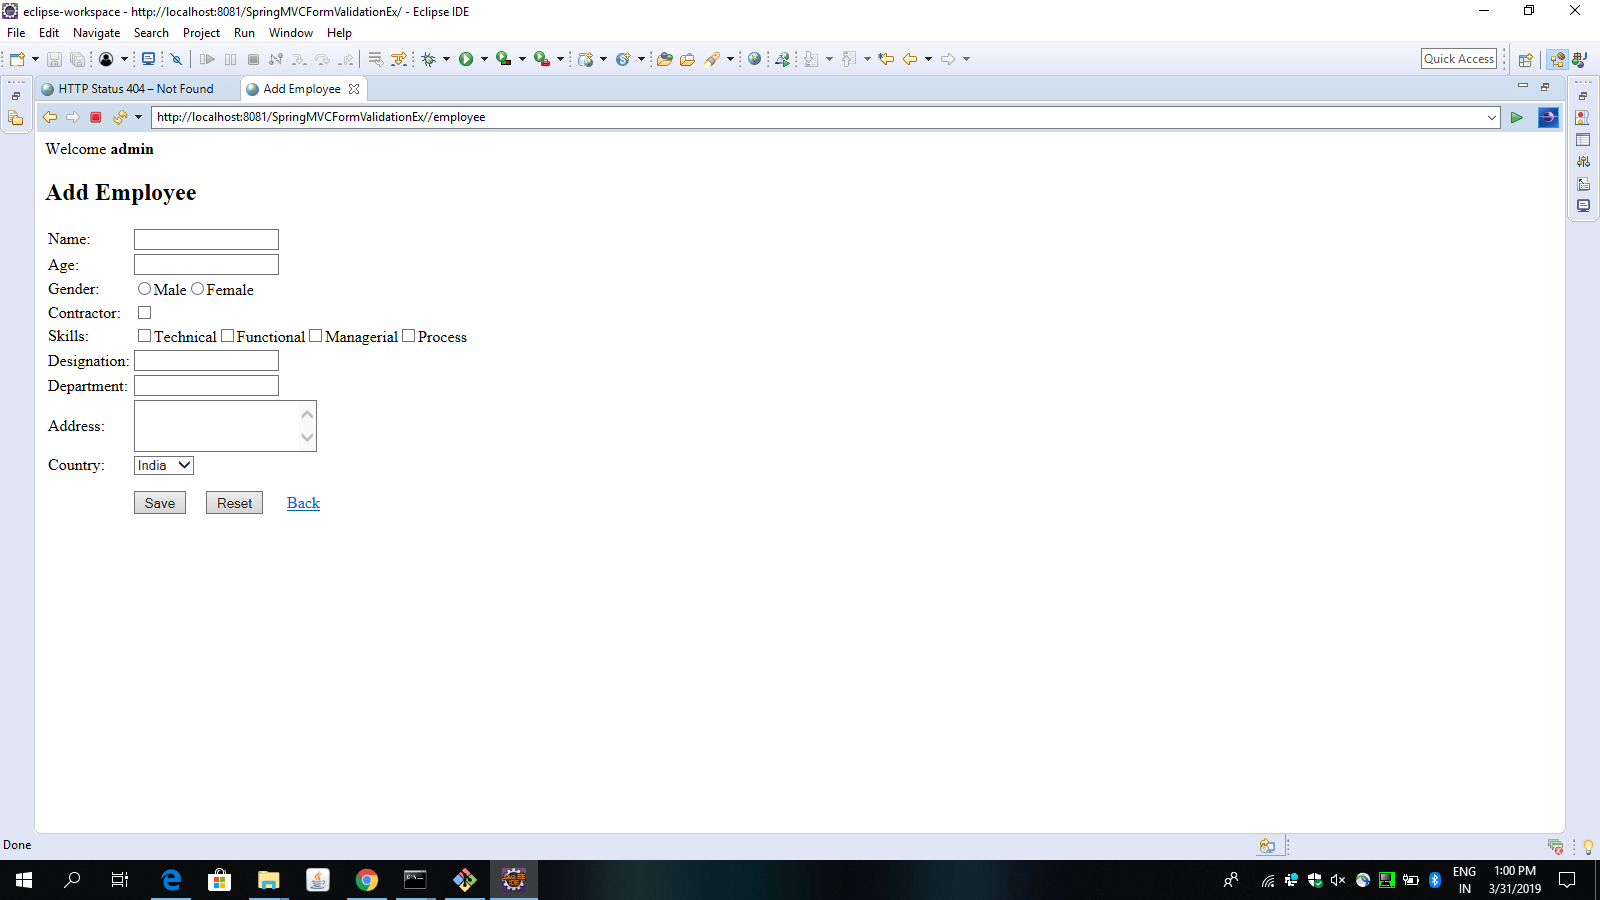 eclipse-workspace - http://localhost:8081/SpringMVCFormValidationEx/ - Eclipse IDE
File Edit Navigate Search Project Run Window Help
Quick Access
HTTP Status 404 – Not Found Add Employee
http://localhost:8081/SpringMVCFormValidationEx//employee
Welcome admin
Add Employee
Name:
Age:
Gender: Male Female
Contractor:
Skills: Technical Functional Managerial Process
Designation:
Department:
Address:
Country: India
Save Reset Back
Done
ENG 1:00 PM
IN 3/31/2019